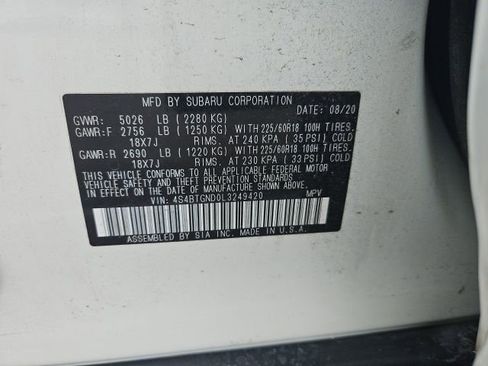 MFD BY SUBARU CORPORATION DATE: 08/20
GVWR: 5026 LB (2280 KG)
GAWR:F 2756 LB (1250 KG) WITH 225/60R18 100H TIRES.
18X7J RIMS. AT 240 KPA (35 PSI) COLD
GAWR:R 2690 LB (1220 KG) WITH 225/60R18 100H TIRES.
18X7J RIMS. AT 230 KPA (33 PSI) COLD
THIS VEHICLE CONFORMS TO ALL APPLICABLE FEDERAL MOTOR
VEHICLE SAFETY AND THEFT PREVENTION STANDARDS IN
EFFECT ON THE DATE OF MANUFACTURE SHOWN ABOVE.
VIN: 4S4BTGND0L3249420 MPV
ASSEMBLED BY SIA INC. MADE IN U.S.A.